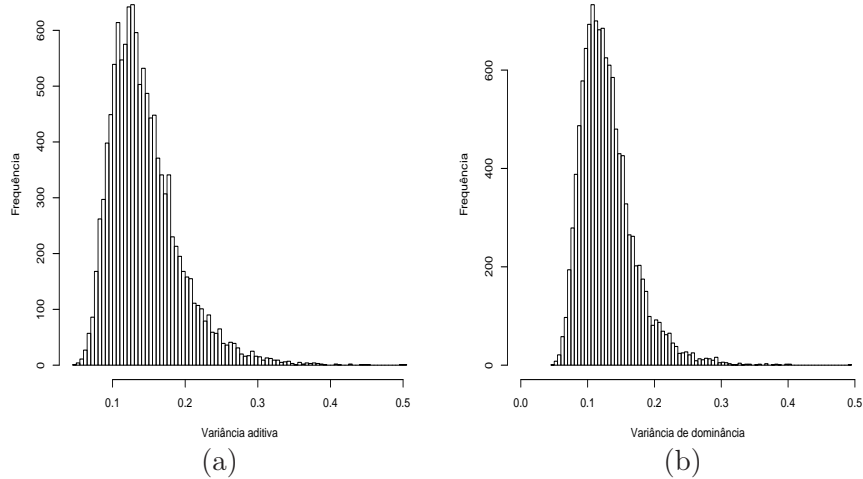 600
500
400
300
200
100
0
Frequência
0.1 0.2 0.3 0.4 0.5
Variância aditiva
(a)
600
400
200
0
Frequência
0.0 0.1 0.2 0.3 0.4 0.5
Variância de dominância
(b)